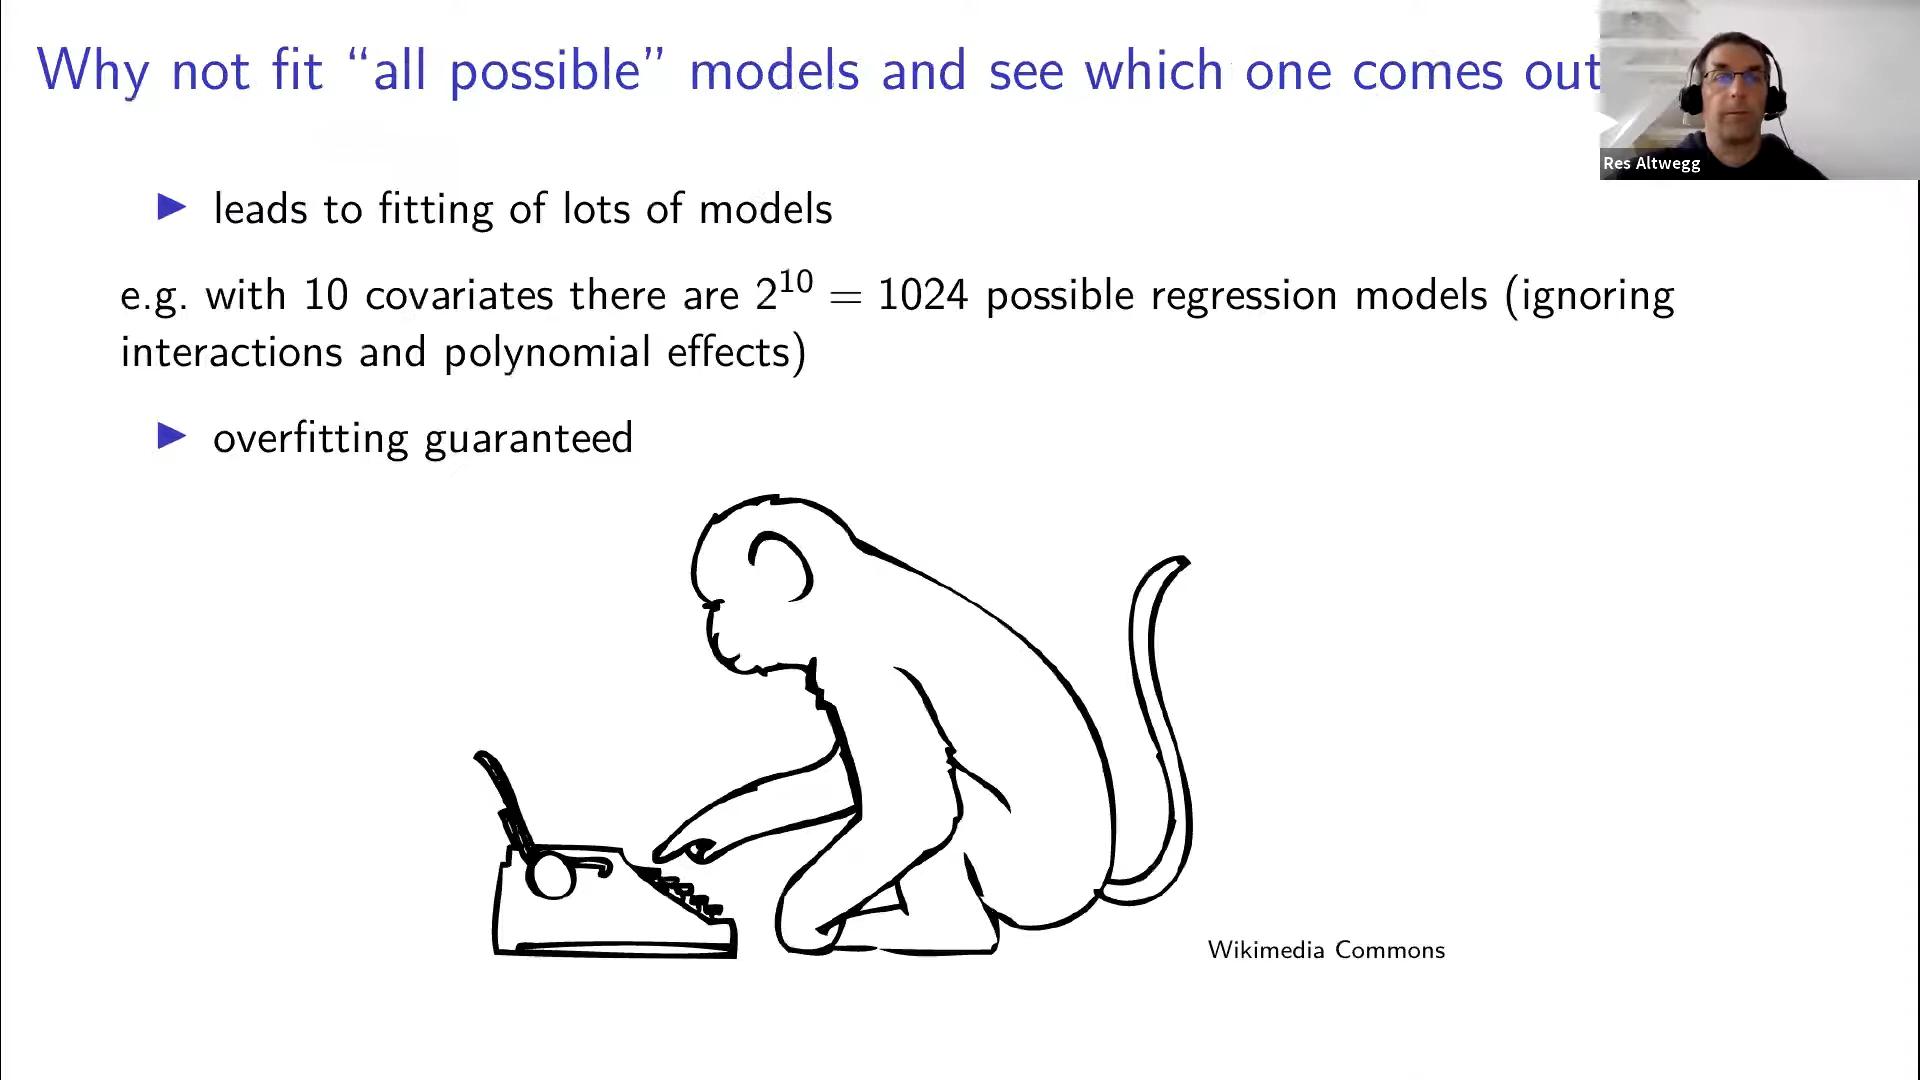 Why not fit “all possible” models and see which one comes out
Res Altwegg
▶ leads to fitting of lots of models
e.g. with 10 covariates there are 2¹⁰ = 1024 possible regression models (ignoring
interactions and polynomial effects)
▶ overfitting guaranteed
Wikimedia Commons